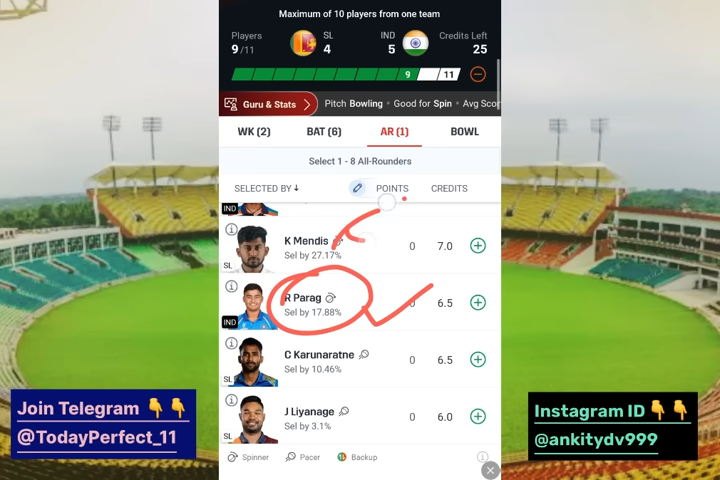 Maximum of 10 players from one team
Players SL IND Credits Left
9/11 4 5 25
9 11
Guru & Stats Pitch Bowling • Good for Spin • Avg Scor
WK (2) BAT (6) AR (1) BOWL
Select 1 - 8 All-Rounders
SELECTED BY POINTS CREDITS
IND
K Mendis
Sel by 27.17% 0 7.0
SL
R Parag
Sel by 17.88% 6.5
IND
C Karunaratne
Sel by 10.46% 0 6.5
SL
J Liyanage
Sel by 3.1% 0 6.0
SL
Spinner Pacer Backup
Join Telegram 👇👇
@TodayPerfect_11
Instagram ID 👇👇
@ankitydv999